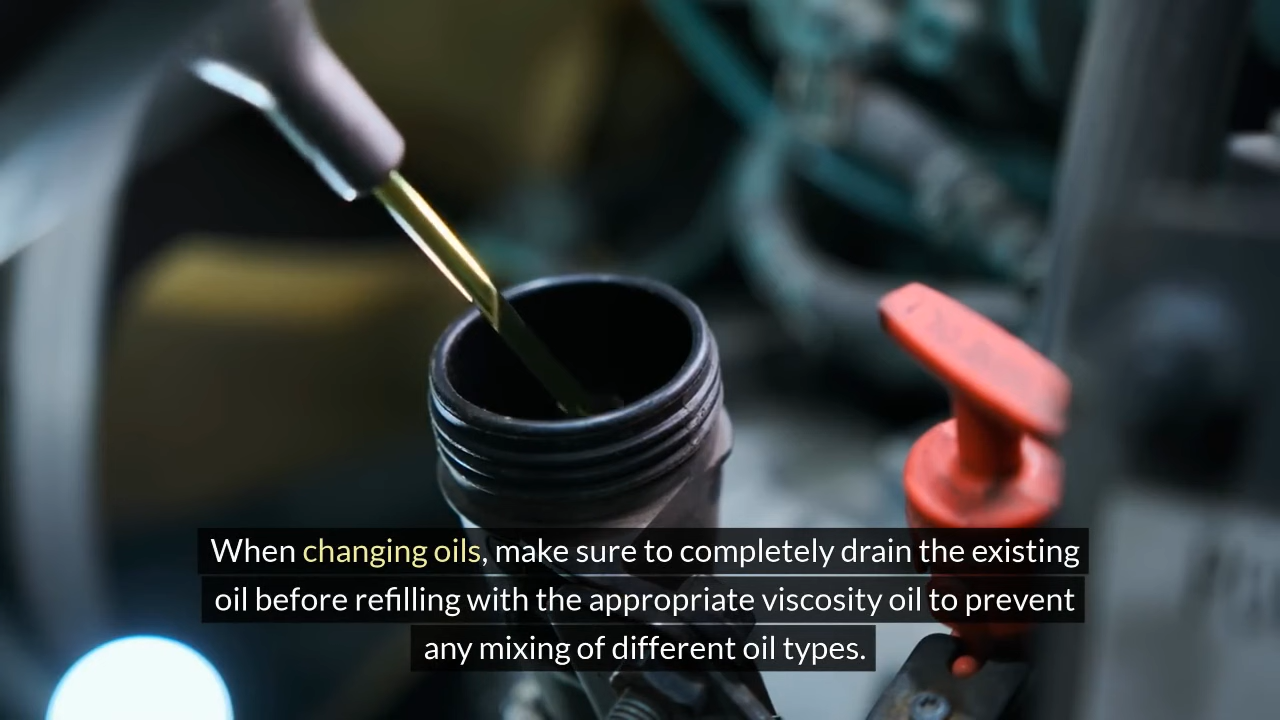 When changing oils, make sure to completely drain the existing
oil before refilling with the appropriate viscosity oil to prevent
any mixing of different oil types.